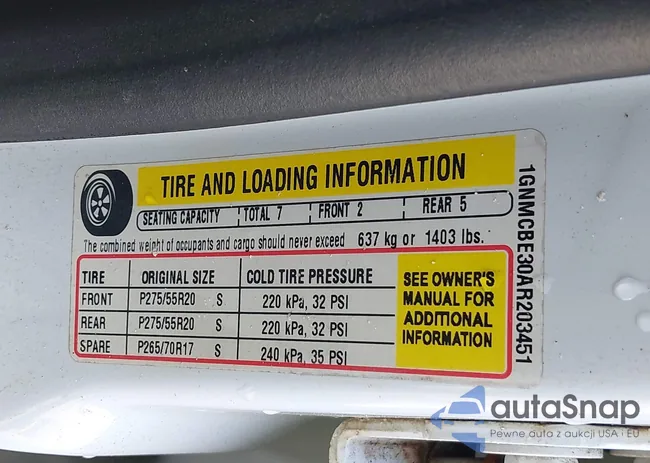 TIRE AND LOADING INFORMATION
SEATING CAPACITY TOTAL 7 FRONT 2 REAR 5
The combined weight of occupants and cargo should never exceed 637 kg or 1403 lbs.
TIRE ORIGINAL SIZE COLD TIRE PRESSURE
FRONT P275/55R20 S 220 kPa, 32 PSI
REAR P275/55R20 S 220 kPa, 32 PSI
SPARE P265/70R17 S 240 kPa, 35 PSI
SEE OWNER'S
MANUAL FOR
ADDITIONAL
INFORMATION
1GNMCBE30AR203451
autaSnap
Pewne auta z aukcji USA i EU